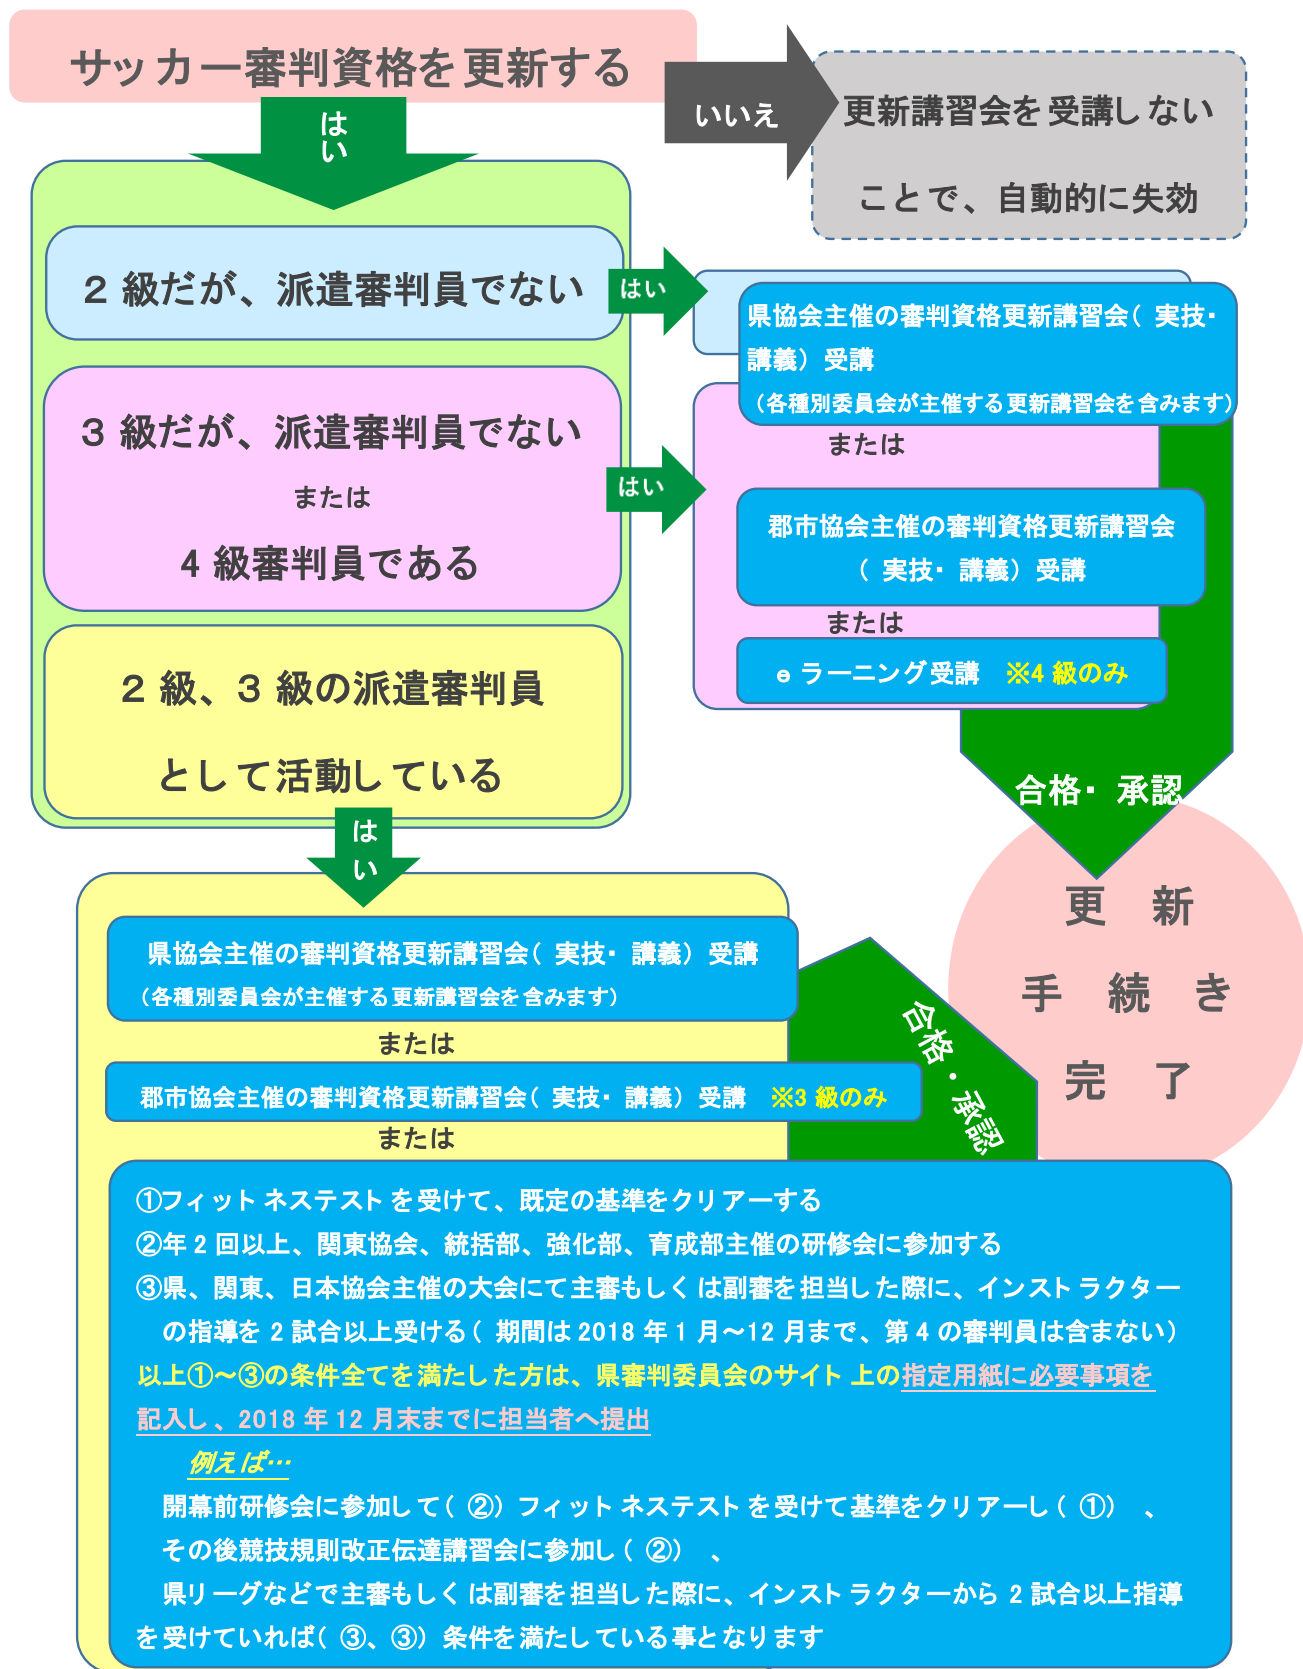 サッカー審判資格を更新する
はい
いいえ
更新講習会を受講しない
ことで、自動的に失効
2 級だが、派遣審判員でない
はい
県協会主催の審判資格更新講習会(実技・
講義)受講
(各種別委員会が主催する更新講習会を含みます)
3 級だが、派遣審判員でない
または
4 級審判員である
はい
または
郡市協会主催の審判資格更新講習会
(実技・講義)受講
または
e ラーニング受講 ※4 級のみ
2 級、3 級の派遣審判員
として活動している
はい
合格・承認
更 新
手 続 き
完 了
県協会主催の審判資格更新講習会(実技・講義)受講
(各種別委員会が主催する更新講習会を含みます)
または
郡市協会主催の審判資格更新講習会(実技・講義)受講 ※3 級のみ
または
合格・承認
①フィットネステストを受けて、既定の基準をクリアーする
②年 2 回以上、関東協会、統括部、強化部、育成部主催の研修会に参加する
③県、関東、日本協会主催の大会にて主審もしくは副審を担当した際に、インストラクター
の指導を 2 試合以上受ける(期間は 2018 年 1 月~12 月まで、第 4 の審判員は含まない)
以上①~③の条件全てを満たした方は、県審判委員会のサイト上の指定用紙に必要事項を
記入し、2018 年 12 月末までに担当者へ提出
例えば…
開幕前研修会に参加して(②)フィットネステストを受けて基準をクリアーし(①)、
その後競技規則改正伝達講習会に参加し(②)、
県リーグなどで主審もしくは副審を担当した際に、インストラクターから 2 試合以上指導
を受けていれば(③、③)条件を満たしている事となります